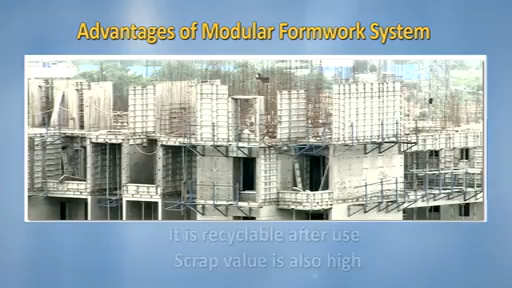 Advantages of Modular Formwork System
It is recyclable after use
Scrap value is also high